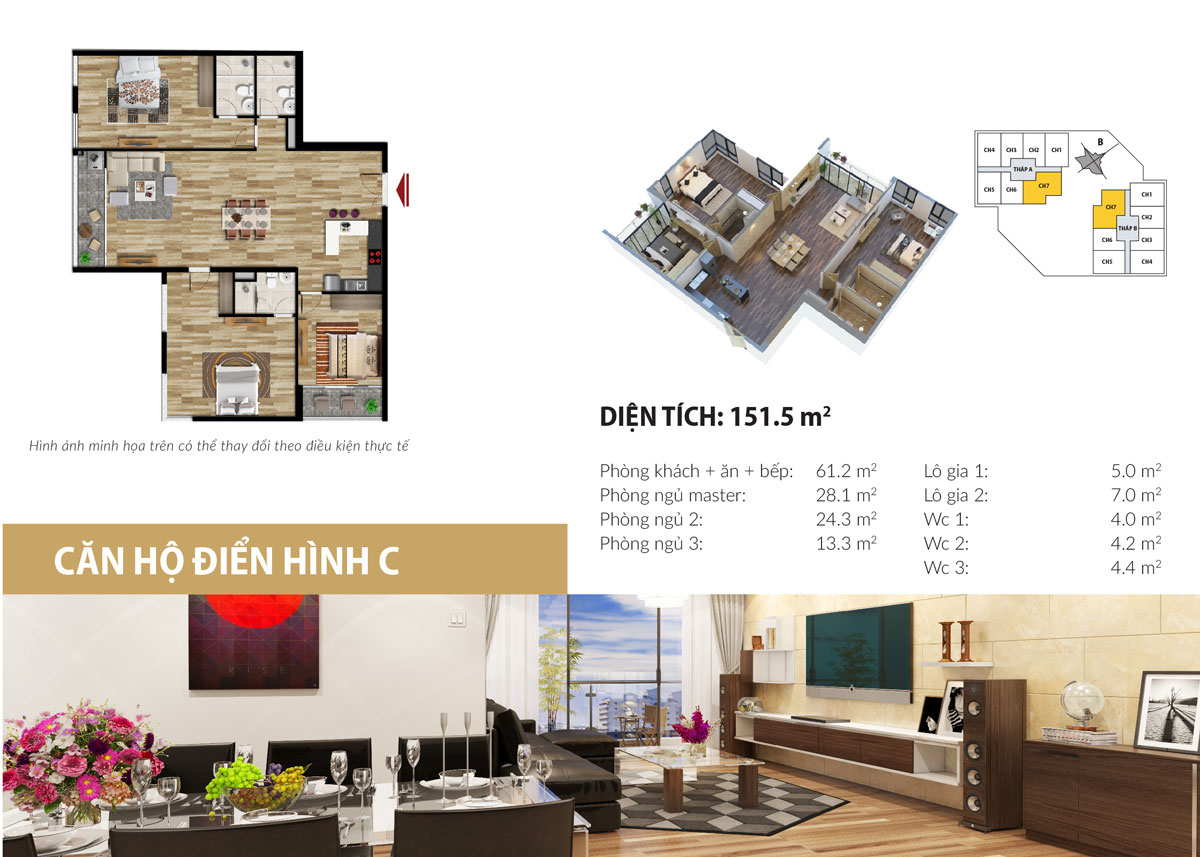 B
CH4 CH3 CH2 CH1
THÁP A
CH5 CH6 CH7
CH1
CH7
CH2
THÁP B
CH6 CH3
CH5 CH4
Hình ảnh minh họa trên có thể thay đổi theo điều kiện thực tế
DIỆN TÍCH: 151.5 m²
Phòng khách + ăn + bếp: 61.2 m²
Phòng ngủ master: 28.1 m²
Phòng ngủ 2: 24.3 m²
Phòng ngủ 3: 13.3 m²
Lô gia 1: 5.0 m²
Lô gia 2: 7.0 m²
Wc 1: 4.0 m²
Wc 2: 4.2 m²
Wc 3: 4.4 m²
CĂN HỘ ĐIỂN HÌNH C
RISE